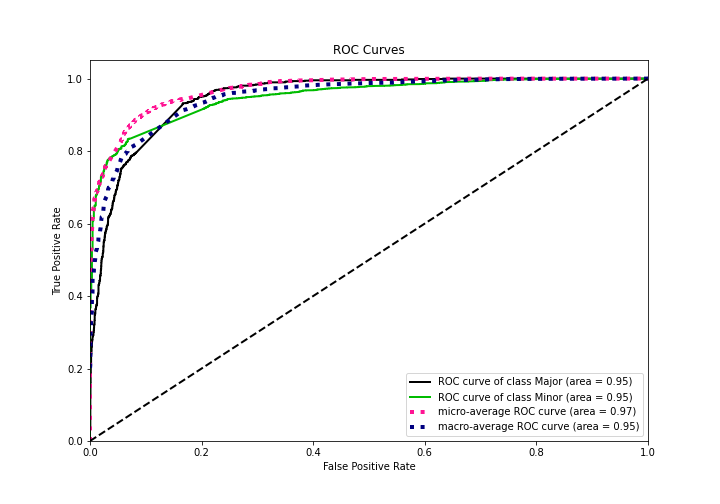 ROC Curves
True Positive Rate
1.0
0.8
0.6
0.4
0.2
0.0
0.0 0.2 0.4 0.6 0.8 1.0
False Positive Rate
ROC curve of class Major (area = 0.95)
ROC curve of class Minor (area = 0.95)
micro-average ROC curve (area = 0.97)
macro-average ROC curve (area = 0.95)